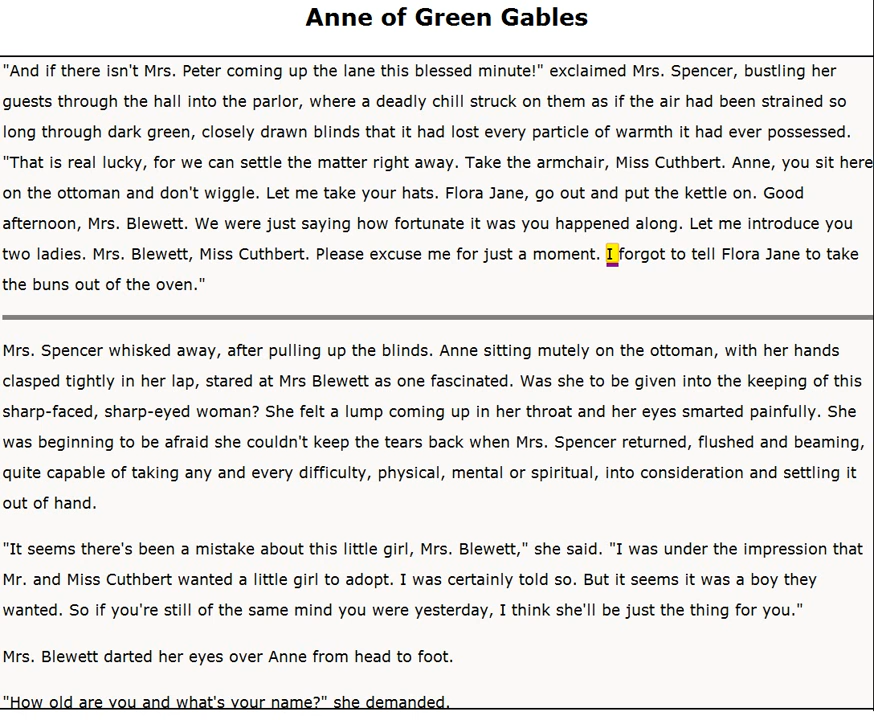 Anne of Green Gables
"And if there isn't Mrs. Peter coming up the lane this blessed minute!" exclaimed Mrs. Spencer, bustling her
guests through the hall into the parlor, where a deadly chill struck on them as if the air had been strained so
long through dark green, closely drawn blinds that it had lost every particle of warmth it had ever possessed.
"That is real lucky, for we can settle the matter right away. Take the armchair, Miss Cuthbert. Anne, you sit here
on the ottoman and don't wiggle. Let me take your hats. Flora Jane, go out and put the kettle on. Good
afternoon, Mrs. Blewett. We were just saying how fortunate it was you happened along. Let me introduce you
two ladies. Mrs. Blewett, Miss Cuthbert. Please excuse me for just a moment. I forgot to tell Flora Jane to take
the buns out of the oven."
Mrs. Spencer whisked away, after pulling up the blinds. Anne sitting mutely on the ottoman, with her hands
clasped tightly in her lap, stared at Mrs Blewett as one fascinated. Was she to be given into the keeping of this
sharp-faced, sharp-eyed woman? She felt a lump coming up in her throat and her eyes smarted painfully. She
was beginning to be afraid she couldn't keep the tears back when Mrs. Spencer returned, flushed and beaming,
quite capable of taking any and every difficulty, physical, mental or spiritual, into consideration and settling it
out of hand.
"It seems there's been a mistake about this little girl, Mrs. Blewett," she said. "I was under the impression that
Mr. and Miss Cuthbert wanted a little girl to adopt. I was certainly told so. But it seems it was a boy they
wanted. So if you're still of the same mind you were yesterday, I think she'll be just the thing for you."
Mrs. Blewett darted her eyes over Anne from head to foot.
"How old are you and what's your name?" she demanded.